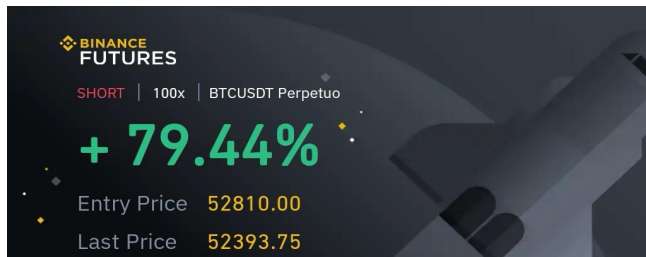 BINANCE
FUTURES
SHORT | 100x | BTCUSDT Perpetuo
+ 79.44%
Entry Price 52810.00
Last Price 52393.75